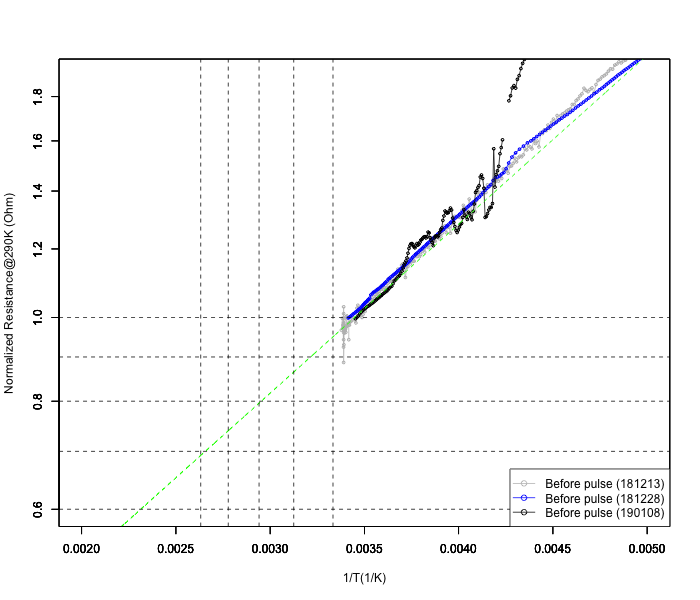 Normalized Resistance@290K (Ohm)
1.8
1.6
1.4
1.2
1.0
0.8
0.6
Before pulse (181213)
Before pulse (181228)
Before pulse (190108)
0.0020 0.0025 0.0030 0.0035 0.0040 0.0045 0.0050
1/T(1/K)